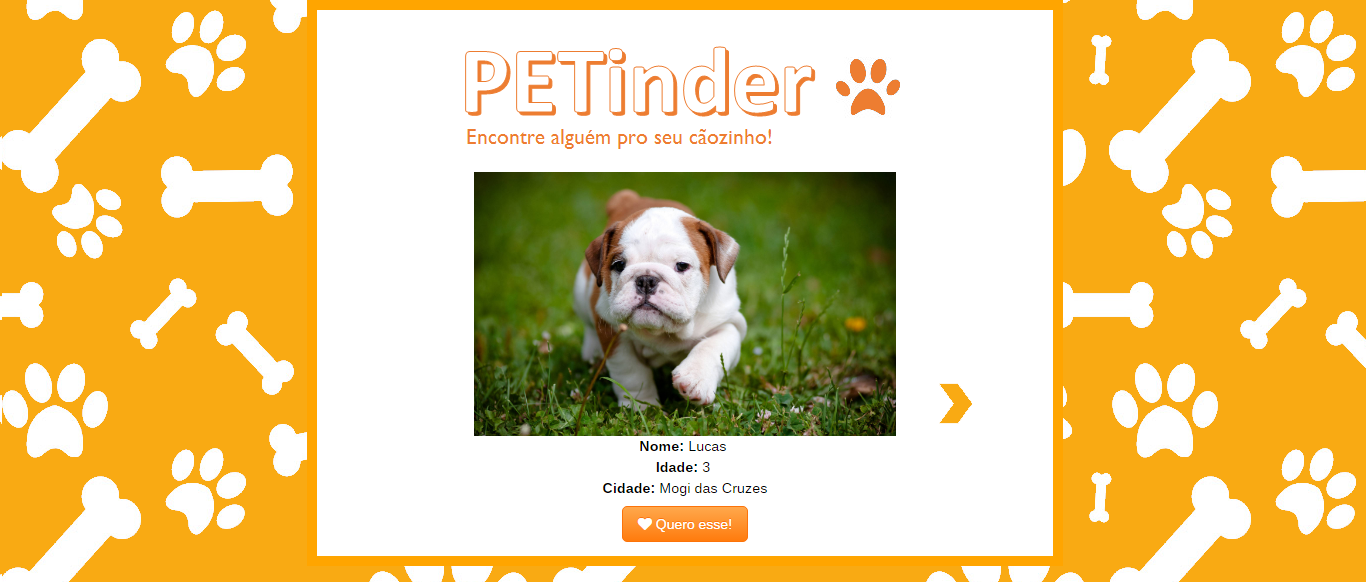 PETinder
Encontre alguém pro seu cãozinho!
Nome: Lucas
Idade: 3
Cidade: Mogi das Cruzes
Quero esse!